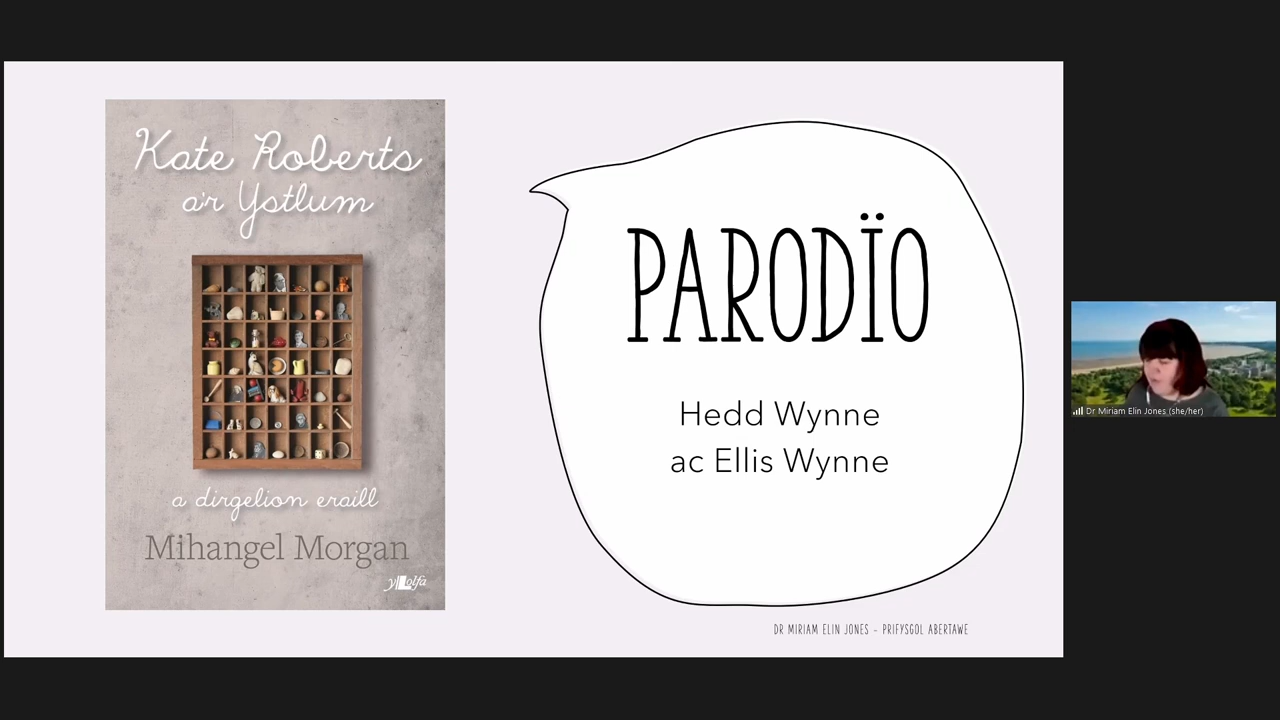 Kate Roberts
a'r Ystlum
a dirgelion eraill
Mihangel Morgan
y Lolfa
PARODÏO
Hedd Wynne
ac Ellis Wynne
DR MIRIAM ELIN JONES - PRIFYSGOL ABERTAWE
Dr Miriam Elin Jones (she/her)